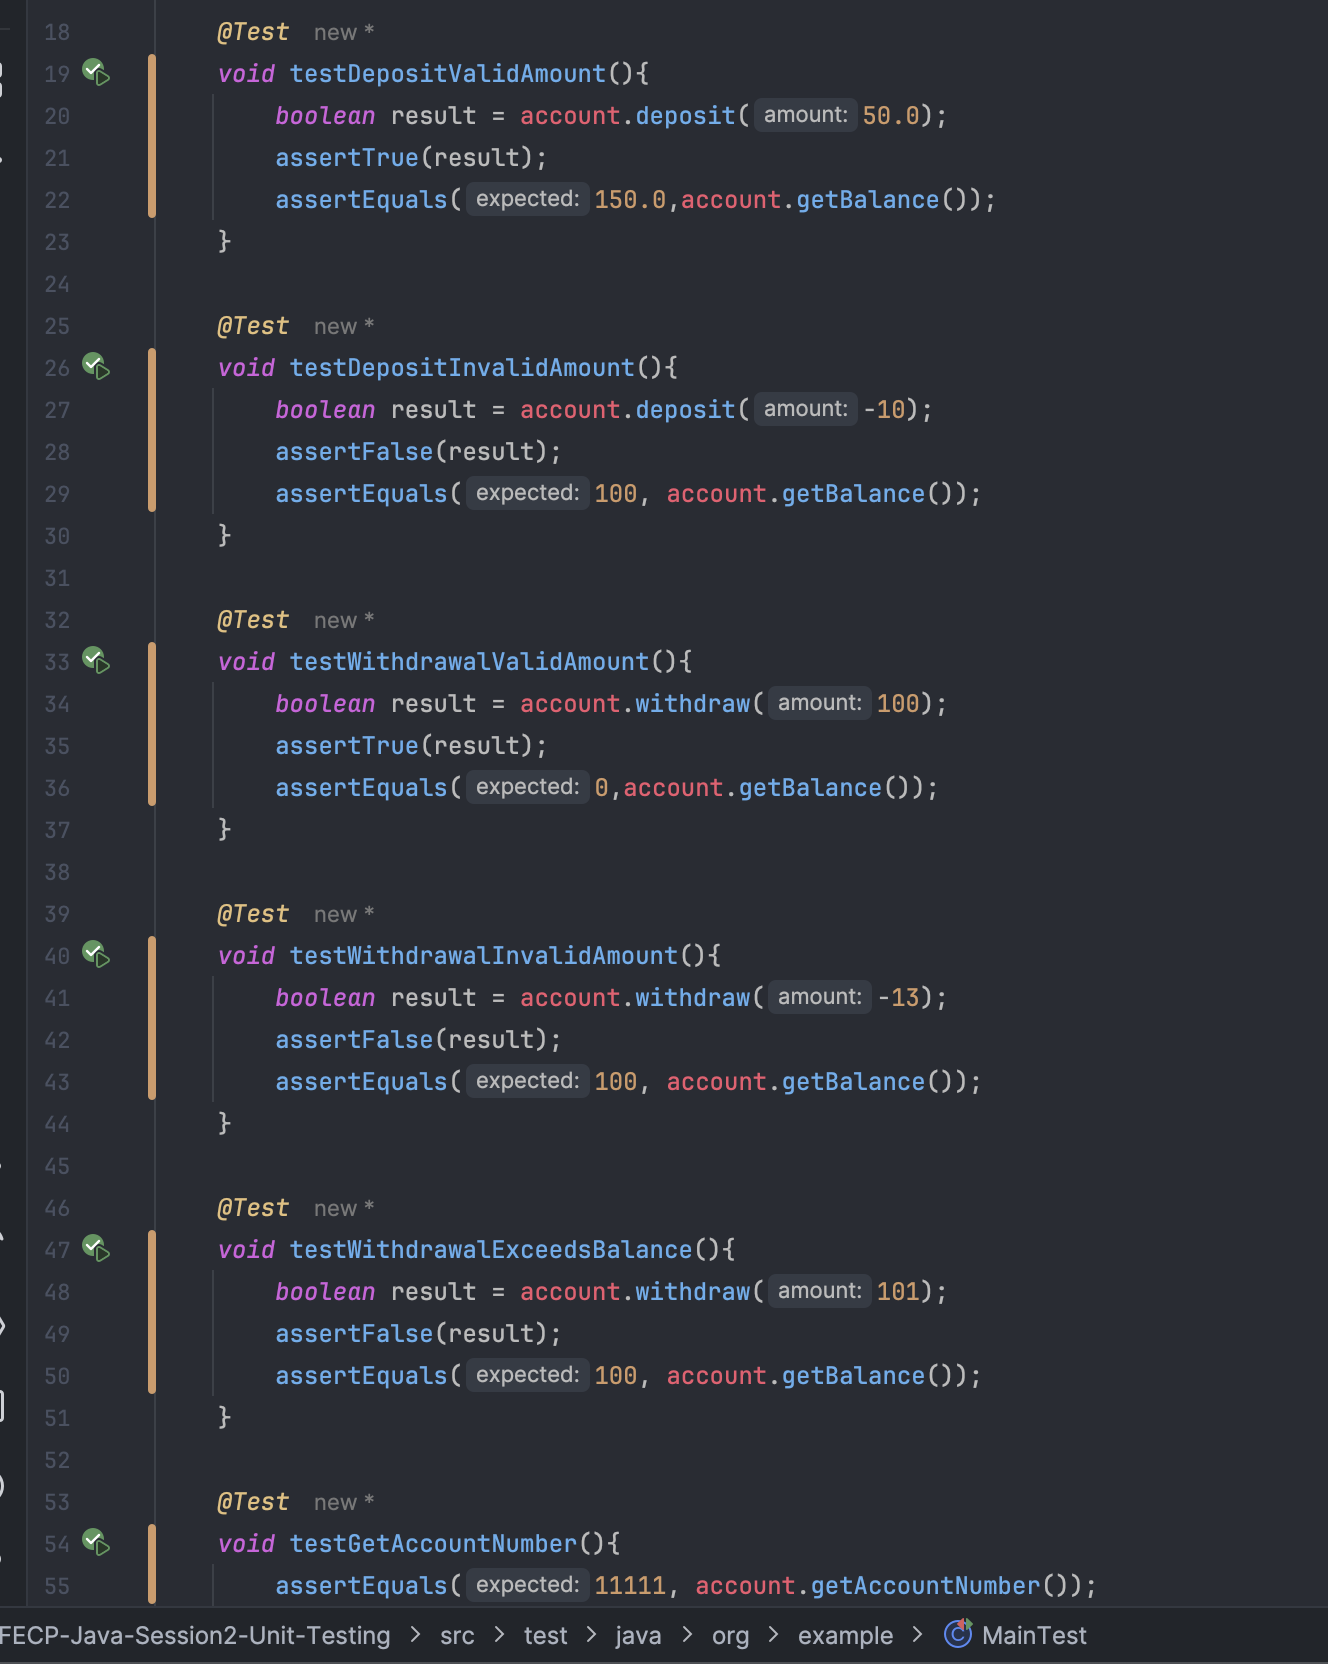 18 @Test new *
19 void testDepositValidAmount(){
20 boolean result = account.deposit( amount: 50.0);
21 assertTrue(result);
22 assertEquals( expected: 150.0,account.getBalance());
23 }
24
25 @Test new *
26 void testDepositInvalidAmount(){
27 boolean result = account.deposit( amount: -10);
28 assertFalse(result);
29 assertEquals( expected: 100, account.getBalance());
30 }
31
32 @Test new *
33 void testWithdrawalValidAmount(){
34 boolean result = account.withdraw( amount: 100);
35 assertTrue(result);
36 assertEquals( expected: 0,account.getBalance());
37 }
38
39 @Test new *
40 void testWithdrawalInvalidAmount(){
41 boolean result = account.withdraw( amount: -13);
42 assertFalse(result);
43 assertEquals( expected: 100, account.getBalance());
44 }
45
46 @Test new *
47 void testWithdrawalExceedsBalance(){
48 boolean result = account.withdraw( amount: 101);
49 assertFalse(result);
50 assertEquals( expected: 100, account.getBalance());
51 }
52
53 @Test new *
54 void testGetAccountNumber(){
55 assertEquals( expected: 11111, account.getAccountNumber());
FECP-Java-Session2-Unit-Testing > src > test > java > org > example > MainTest